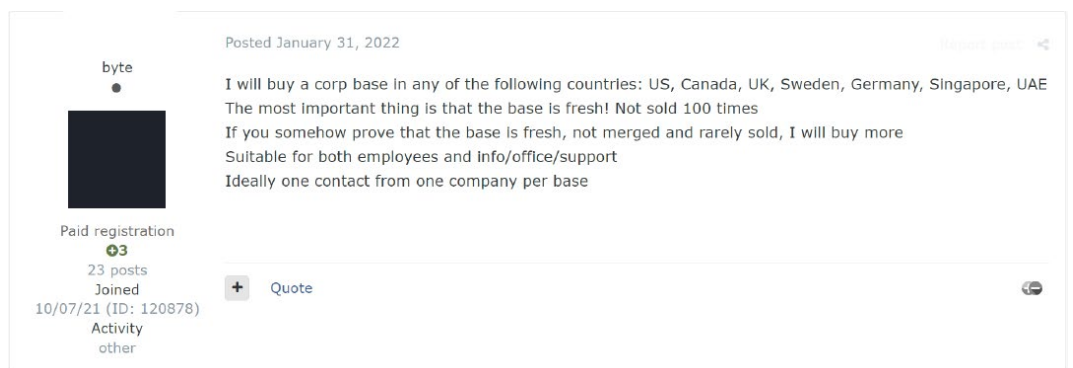 Posted January 31, 2022
Report post
byte
I will buy a corp base in any of the following countries: US, Canada, UK, Sweden, Germany, Singapore, UAE
The most important thing is that the base is fresh! Not sold 100 times
If you somehow prove that the base is fresh, not merged and rarely sold, I will buy more
Suitable for both employees and info/office/support
Ideally one contact from one company per base
Paid registration
+3
23 posts
Joined
10/07/21 (ID: 120878)
Activity
other
+ Quote